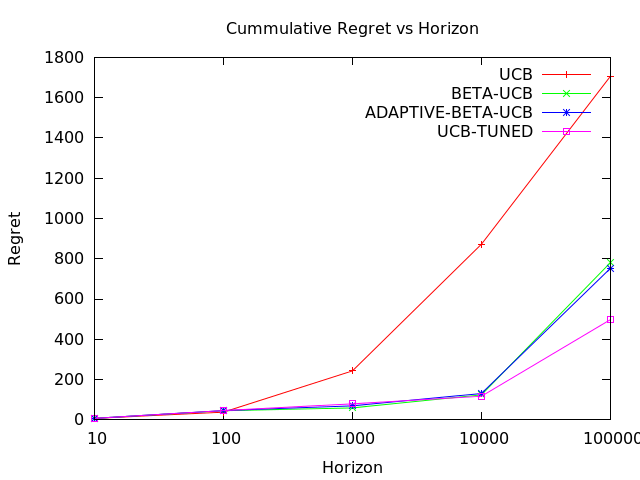 Cummulative Regret vs Horizon
1800
1600
1400
1200
1000
800
600
400
200
0
Regret
UCB
BETA-UCB
ADAPTIVE-BETA-UCB
UCB-TUNED
10 100 1000 10000 100000
Horizon